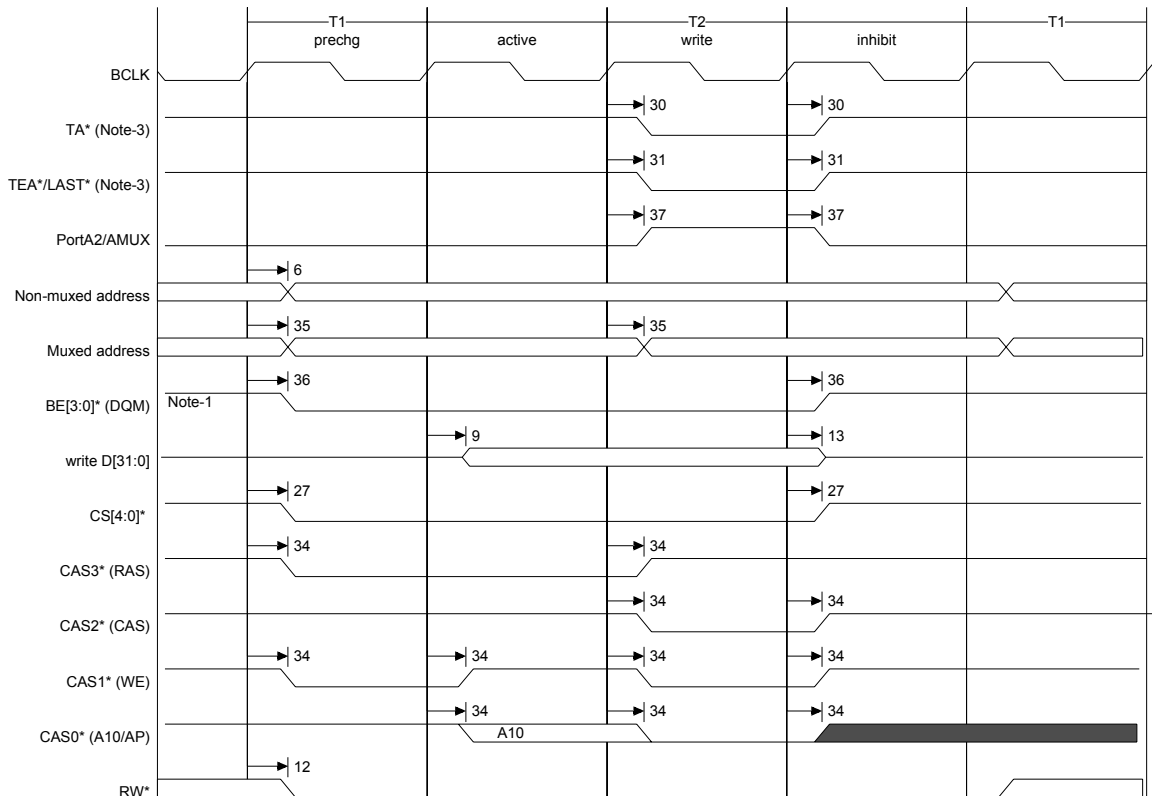 T1 T2 T1
prechg active write inhibit
BCLK
30 30
TA* (Note-3)
31 31
TEA*/LAST* (Note-3)
37 37
PortA2/AMUX
6
Non-muxed address
35 35
Muxed address
36 36
BE[3:0]* (DQM) Note-1
9 13
write D[31:0]
27 27
CS[4:0]*
34 34
CAS3* (RAS)
34 34
CAS2* (CAS)
34 34 34 34
CAS1* (WE)
34 34 34
CAS0* (A10/AP) A10
12
RW*